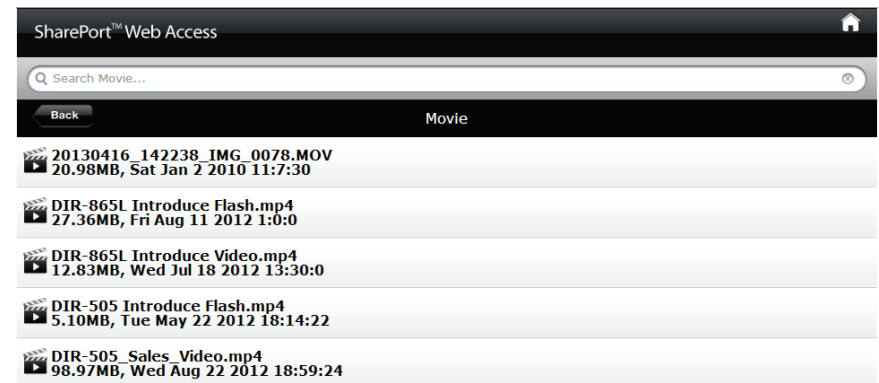 SharePort™ Web Access
Search Movie...
Back
Movie
20130416_142238_IMG_0078.MOV
20.98MB, Sat Jan 2 2010 11:7:30
DIR-865L Introduce Flash.mp4
27.36MB, Fri Aug 11 2012 1:0:0
DIR-865L Introduce Video.mp4
12.83MB, Wed Jul 18 2012 13:30:0
DIR-505 Introduce Flash.mp4
5.10MB, Tue May 22 2012 18:14:22
DIR-505_Sales_Video.mp4
98.97MB, Wed Aug 22 2012 18:59:24